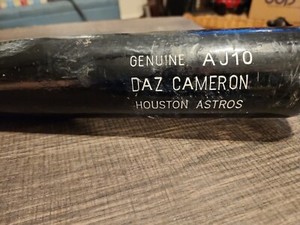 GENUINE AJ10
DAZ CAMERON
HOUSTON ASTROS